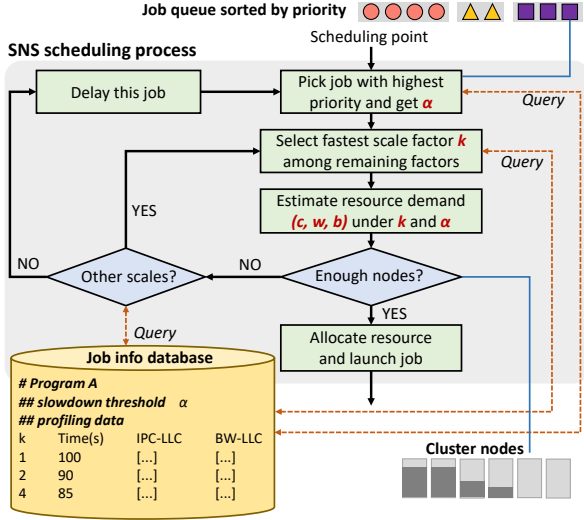 Job queue sorted by priority
SNS scheduling process
Scheduling point
Delay this job
Pick job with highest
priority and get α
Query
Select fastest scale factor k
among remaining factors
Query
YES
Estimate resource demand
(c, w, b) under k and α
NO
Other scales?
NO
Enough nodes?
Query
YES
Allocate resource
and launch job
Job info database
# Program A
## slowdown threshold α
## profiling data
k Time(s) IPC-LLC BW-LLC
1 100 [...] [...]
2 90 [...] [...]
4 85 [...] [...]
Cluster nodes